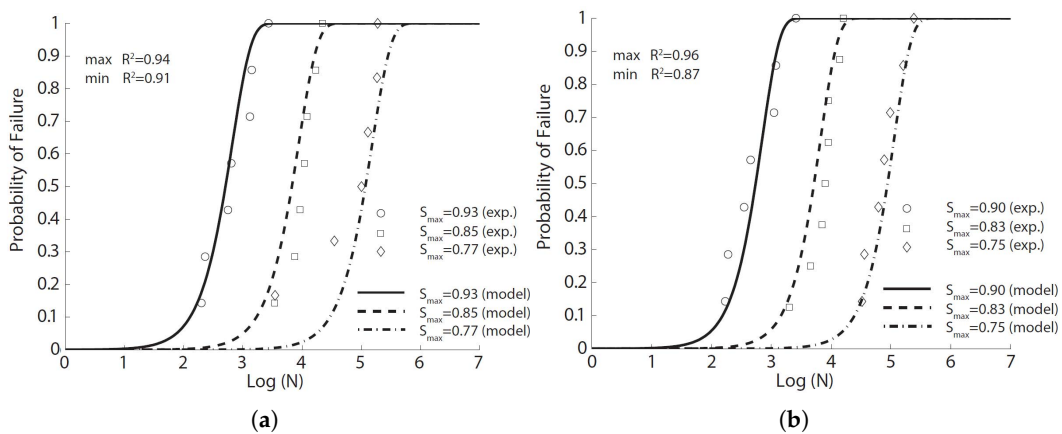 max R²=0.94
min R²=0.91
Probability of Failure
1
0.9
0.8
0.7
0.6
0.5
0.4
0.3
0.2
0.1
0
S_max=0.93 (exp.)
S_max=0.85 (exp.)
S_max=0.77 (exp.)
S_max=0.93 (model)
S_max=0.85 (model)
S_max=0.77 (model)
0 1 2 3 4 5 6 7
Log (N)
(a)
max R²=0.96
min R²=0.87
Probability of Failure
1
0.9
0.8
0.7
0.6
0.5
0.4
0.3
0.2
0.1
0
S_max=0.90 (exp.)
S_max=0.83 (exp.)
S_max=0.75 (exp.)
S_max=0.90 (model)
S_max=0.83 (model)
S_max=0.75 (model)
0 1 2 3 4 5 6 7
Log (N)
(b)